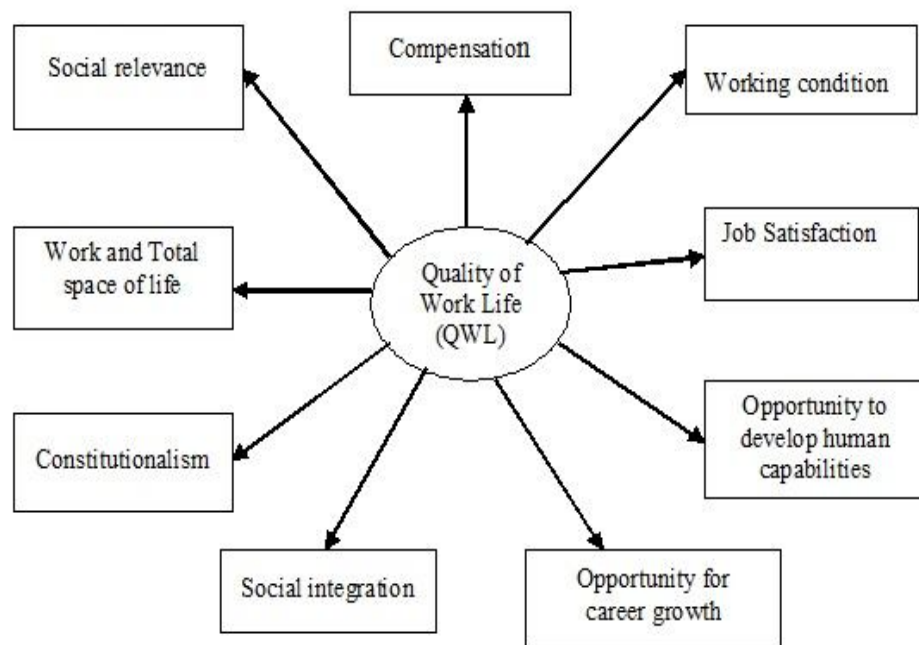 Social relevance
Compensation
Working condition
Work and Total
space of life
Quality of
Work Life
(QWL)
Job Satisfaction
Constitutionalism
Opportunity to
develop human
capabilities
Social integration
Opportunity for
career growth